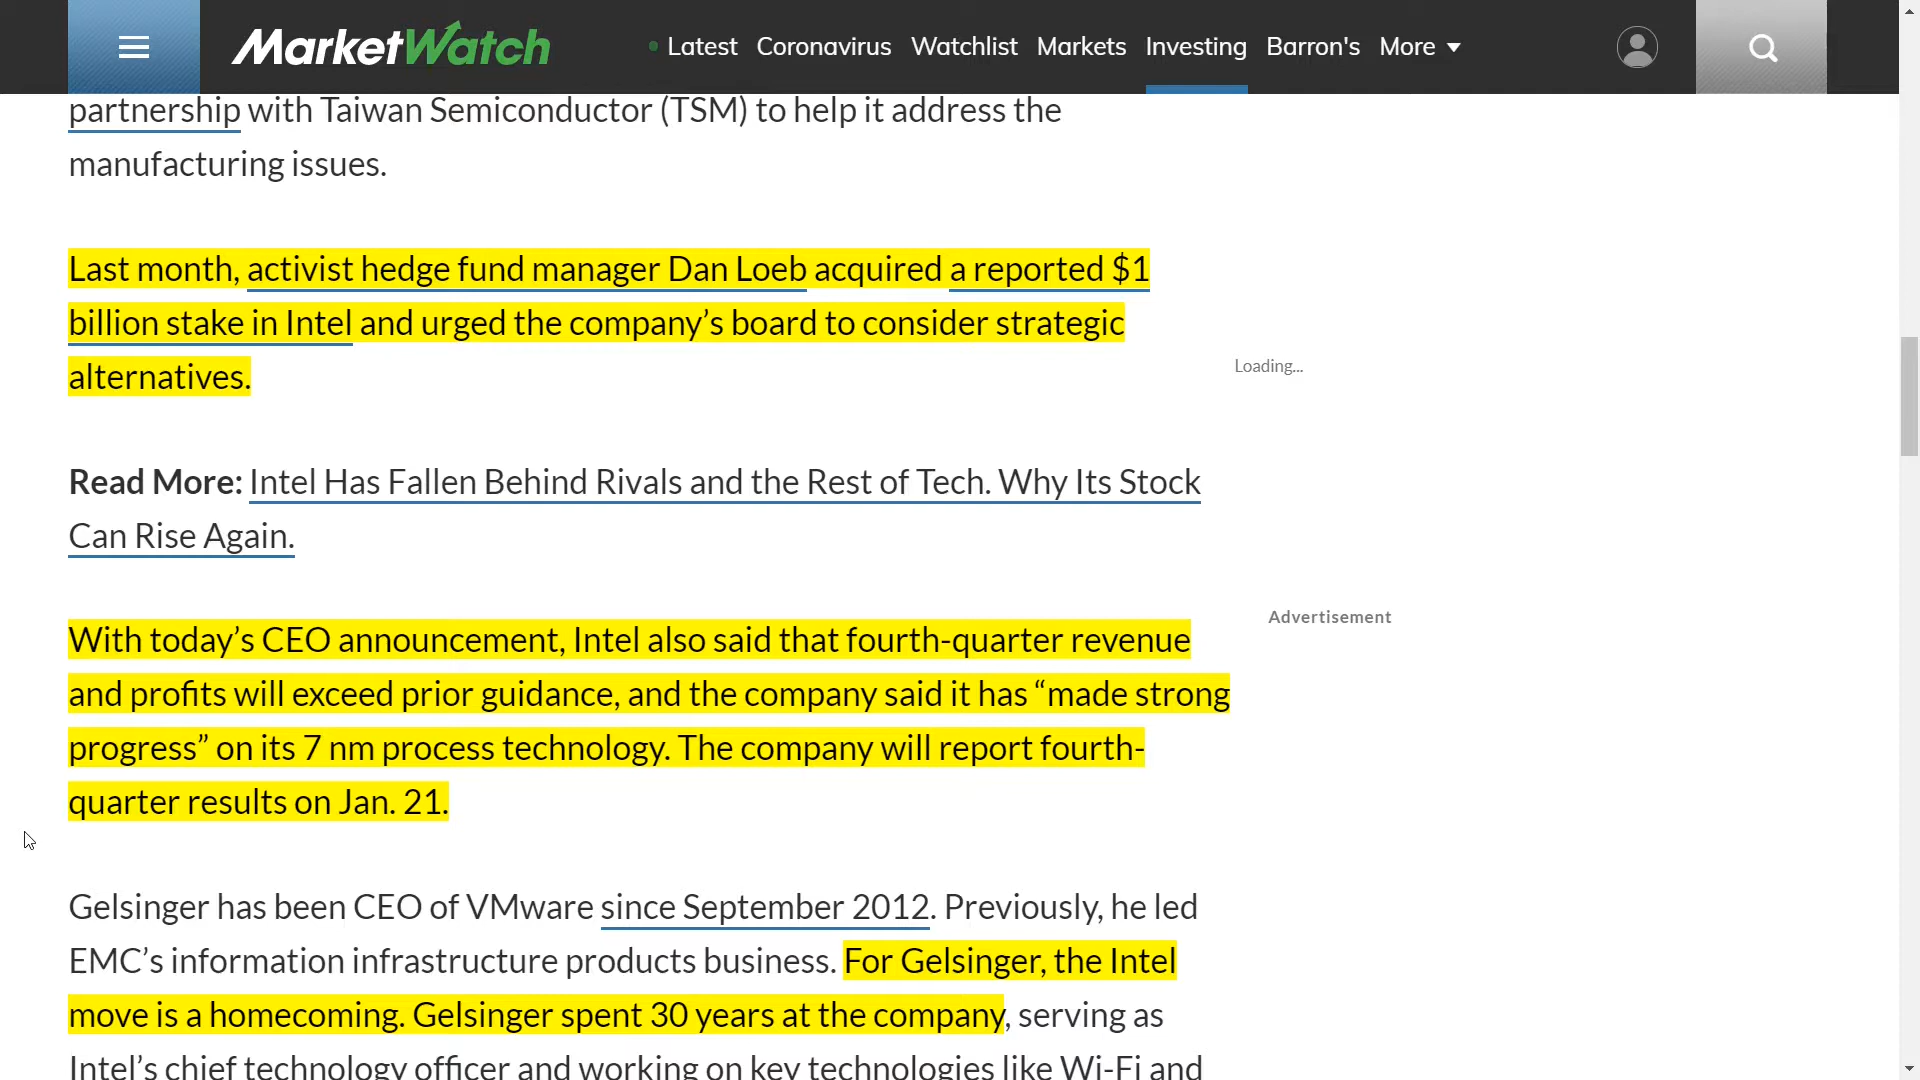 MarketWatch
Latest Coronavirus Watchlist Markets Investing Barron's More
partnership with Taiwan Semiconductor (TSM) to help it address the
manufacturing issues.
Last month, activist hedge fund manager Dan Loeb acquired a reported $1
billion stake in Intel and urged the company’s board to consider strategic
alternatives.
Loading...
Read More: Intel Has Fallen Behind Rivals and the Rest of Tech. Why Its Stock
Can Rise Again.
Advertisement
With today’s CEO announcement, Intel also said that fourth-quarter revenue
and profits will exceed prior guidance, and the company said it has “made strong
progress” on its 7 nm process technology. The company will report fourth-
quarter results on Jan. 21.
Gelsinger has been CEO of VMware since September 2012. Previously, he led
EMC’s information infrastructure products business. For Gelsinger, the Intel
move is a homecoming. Gelsinger spent 30 years at the company, serving as
Intel’s chief technology officer and working on key technologies like Wi-Fi and